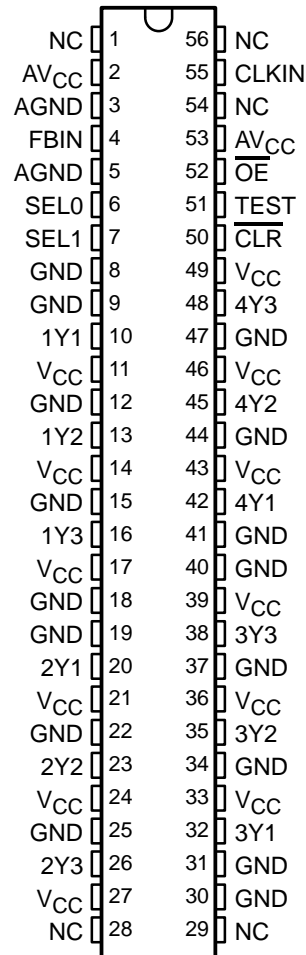 NC 1 56 NC
AVCC 2 55 CLKIN
AGND 3 54 NC
FBIN 4 53 AVCC
AGND 5 52 O̅E̅
SEL0 6 51 TEST
SEL1 7 50 C̅L̅R̅
GND 8 49 VCC
GND 9 48 4Y3
1Y1 10 47 GND
VCC 11 46 VCC
GND 12 45 4Y2
1Y2 13 44 GND
VCC 14 43 VCC
GND 15 42 4Y1
1Y3 16 41 GND
VCC 17 40 GND
GND 18 39 VCC
GND 19 38 3Y3
2Y1 20 37 GND
VCC 21 36 VCC
GND 22 35 3Y2
2Y2 23 34 GND
VCC 24 33 VCC
GND 25 32 3Y1
2Y3 26 31 GND
VCC 27 30 GND
NC 28 29 NC